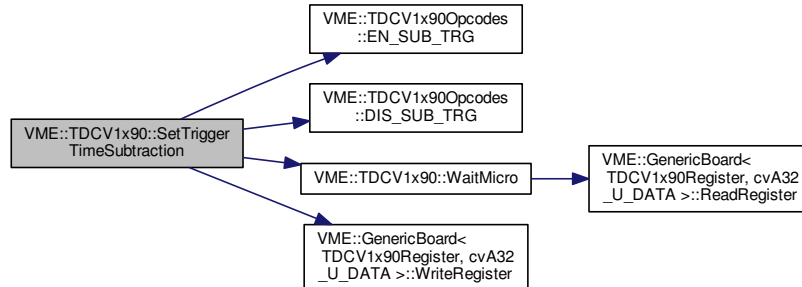 VME::TDCV1x90::SetTrigger
TimeSubtraction
VME::TDCV1x90Opcodes
::EN_SUB_TRG
VME::TDCV1x90Opcodes
::DIS_SUB_TRG
VME::TDCV1x90::WaitMicro
VME::GenericBoard<
TDCV1x90Register, cvA32
_U_DATA >::ReadRegister
VME::GenericBoard<
TDCV1x90Register, cvA32
_U_DATA >::WriteRegister